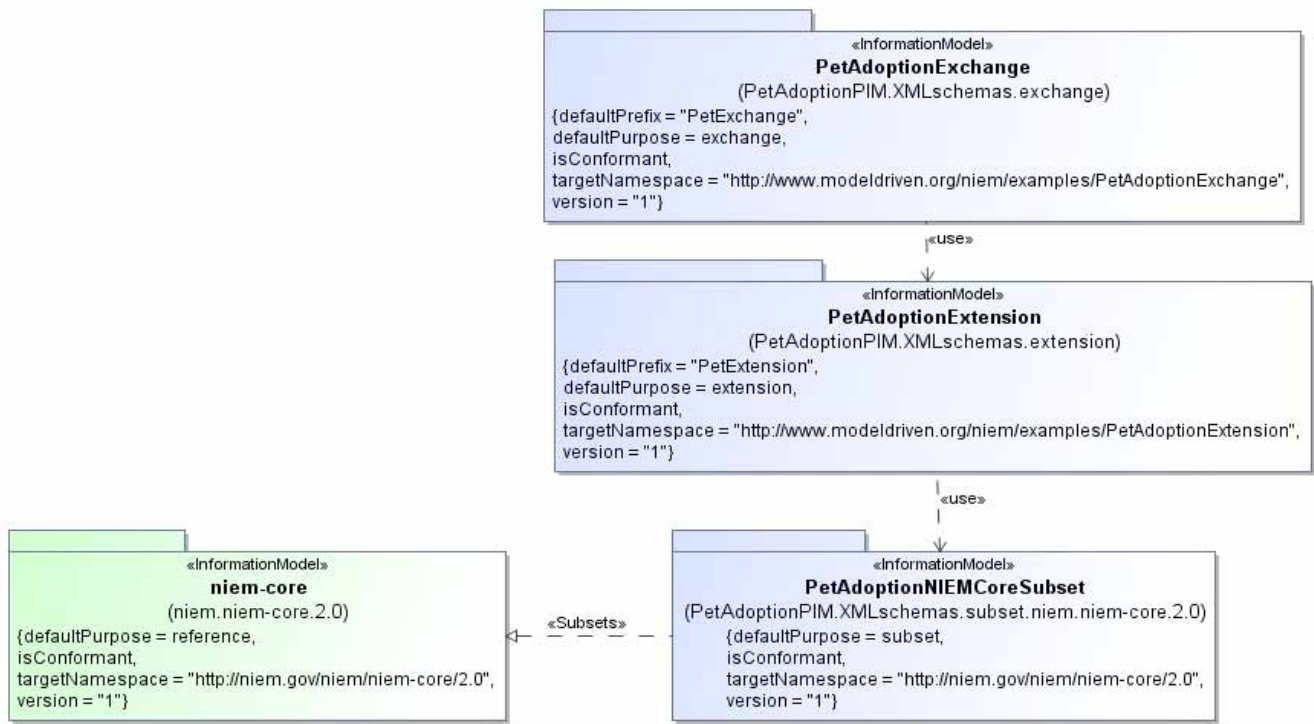 «InformationModel»
PetAdoptionExchange
(PetAdoptionPIM.XMLschemas.exchange)
{defaultPrefix = "PetExchange",
defaultPurpose = exchange,
isConformant,
targetNamespace = "http://www.modeldriven.org/niem/examples/PetAdoptionExchange",
version = "1"}
«use»
«InformationModel»
PetAdoptionExtension
(PetAdoptionPIM.XMLschemas.extension)
{defaultPrefix = "PetExtension",
defaultPurpose = extension,
isConformant,
targetNamespace = "http://www.modeldriven.org/niem/examples/PetAdoptionExtension",
version = "1"}
«use»
«InformationModel»
niem-core
(niem.niem-core.2.0)
{defaultPurpose = reference,
isConformant,
targetNamespace = "http://niem.gov/niem/niem-core/2.0",
version = "1"}
«Subsets»
«InformationModel»
PetAdoptionNIEMCoreSubset
(PetAdoptionPIM.XMLschemas.subset.niem.niem-core.2.0)
{defaultPurpose = subset,
isConformant,
targetNamespace = "http://niem.gov/niem/niem-core/2.0",
version = "1"}